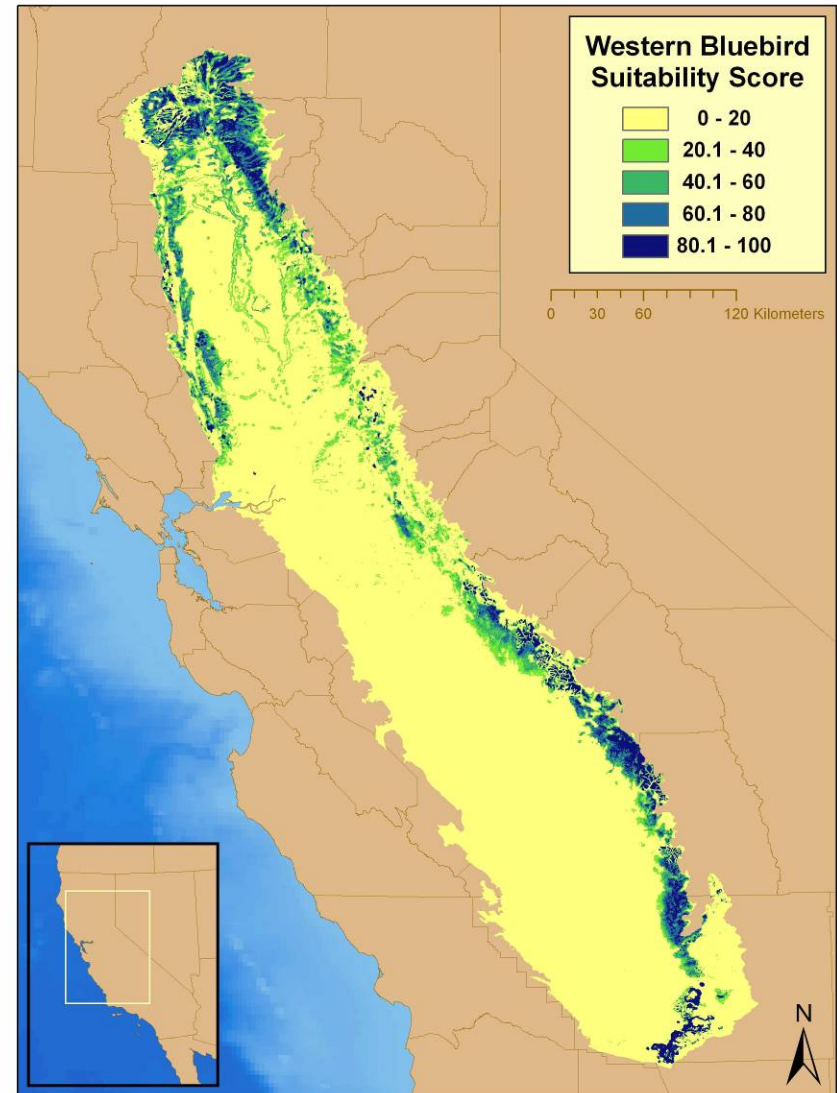 Western Bluebird
Suitability Score
0 - 20
20.1 - 40
40.1 - 60
60.1 - 80
80.1 - 100
0 30 60 120 Kilometers
N